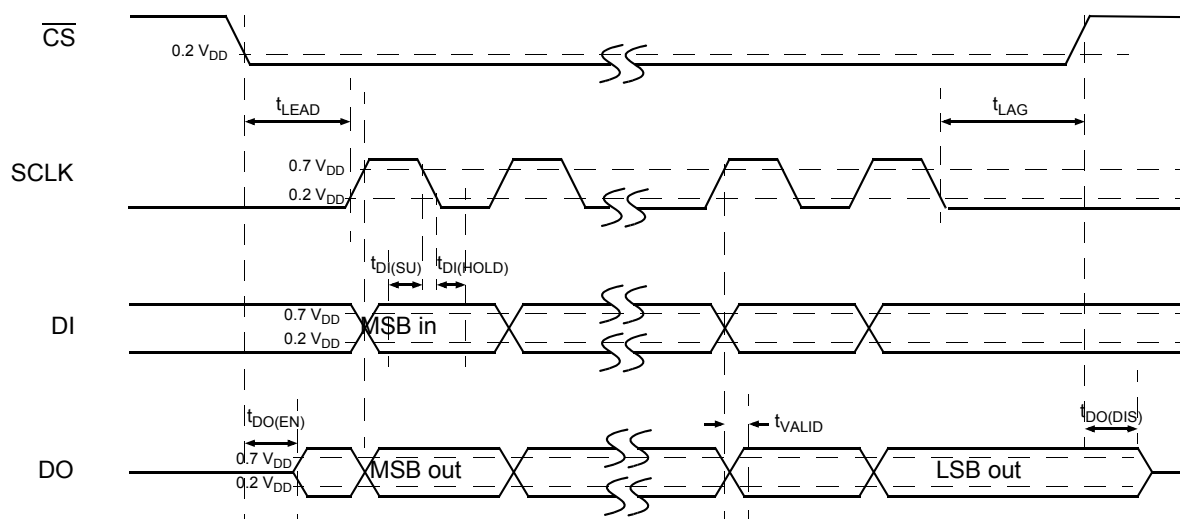 CS
0.2 VDD
tLEAD
tLAG
SCLK
0.7 VDD
0.2 VDD
tDI(SU)
tDI(HOLD)
DI
0.7 VDD
MSB in
0.2 VDD
tDO(EN)
tVALID
tDO(DIS)
DO
0.7 VDD
MSB out
LSB out
0.2 VDD